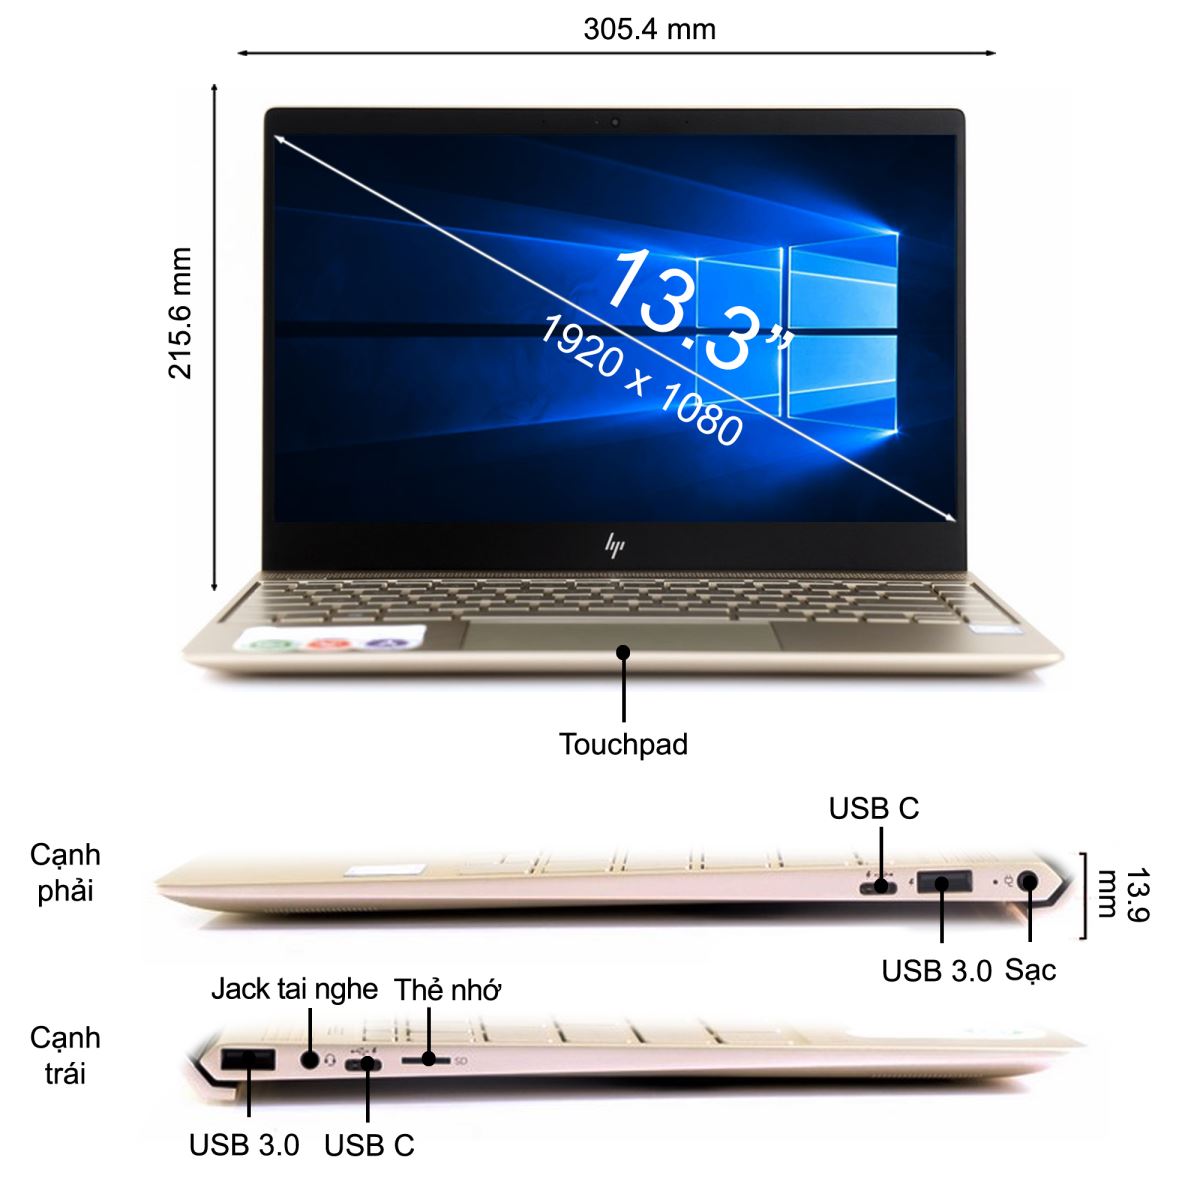 305.4 mm
215.6 mm
13.3”
1920 x 1080
hp
Touchpad
USB C
Cạnh
phải
13.9
mm
USB 3.0
Sạc
Jack tai nghe
Thẻ nhớ
Cạnh
trái
SD
USB 3.0
USB C